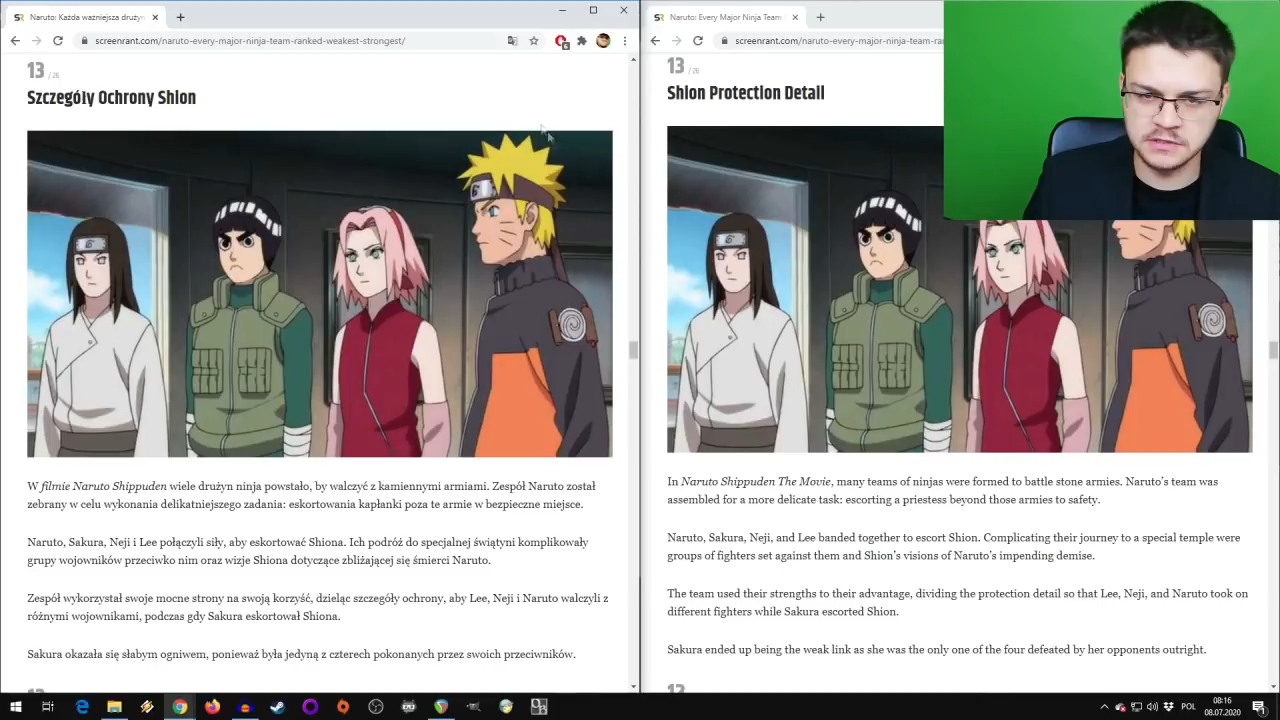 Naruto: Każda ważniejsza drużyn
screenrant.com/naruto-every-major-ninja-team-ranked-weakest-strongest/
13 / 26
Szczegóły Ochrony Shion
W filmie Naruto Shippuden wiele drużyn ninja powstało, by walczyć z kamiennymi armiami. Zespół Naruto został
zebrany w celu wykonania delikatniejszego zadania: eskortowania kapłanki poza te armie w bezpieczne miejsce.
Naruto, Sakura, Neji i Lee połączyli siły, aby eskortować Shiona. Ich podróż do specjalnej świątyni komplikowały
grupy wojowników przeciwko nim oraz wizje Shiona dotyczące zbliżającej się śmierci Naruto.
Zespół wykorzystał swoje mocne strony na swoją korzyść, dzieląc szczegóły ochrony, aby Lee, Neji i Naruto walczyli z
różnymi wojownikami, podczas gdy Sakura eskortował Shiona.
Sakura okazała się słabym ogniwem, ponieważ była jedyną z czterech pokonanych przez swoich przeciwników.
Naruto: Every Major Ninja Team
screenrant.com/naruto-every-major-ninja-team-ra
13 / 26
Shion Protection Detail
In Naruto Shippuden The Movie, many teams of ninjas were formed to battle stone armies. Naruto's team was
assembled for a more delicate task: escorting a priestess beyond those armies to safety.
Naruto, Sakura, Neji, and Lee banded together to escort Shion. Complicating their journey to a special temple were
groups of fighters set against them and Shion's visions of Naruto's impending demise.
The team used their strengths to their advantage, dividing the protection detail so that Lee, Neji, and Naruto took on
different fighters while Sakura escorted Shion.
Sakura ended up being the weak link as she was the only one of the four defeated by her opponents outright.
POL
08:16
08.07.2020